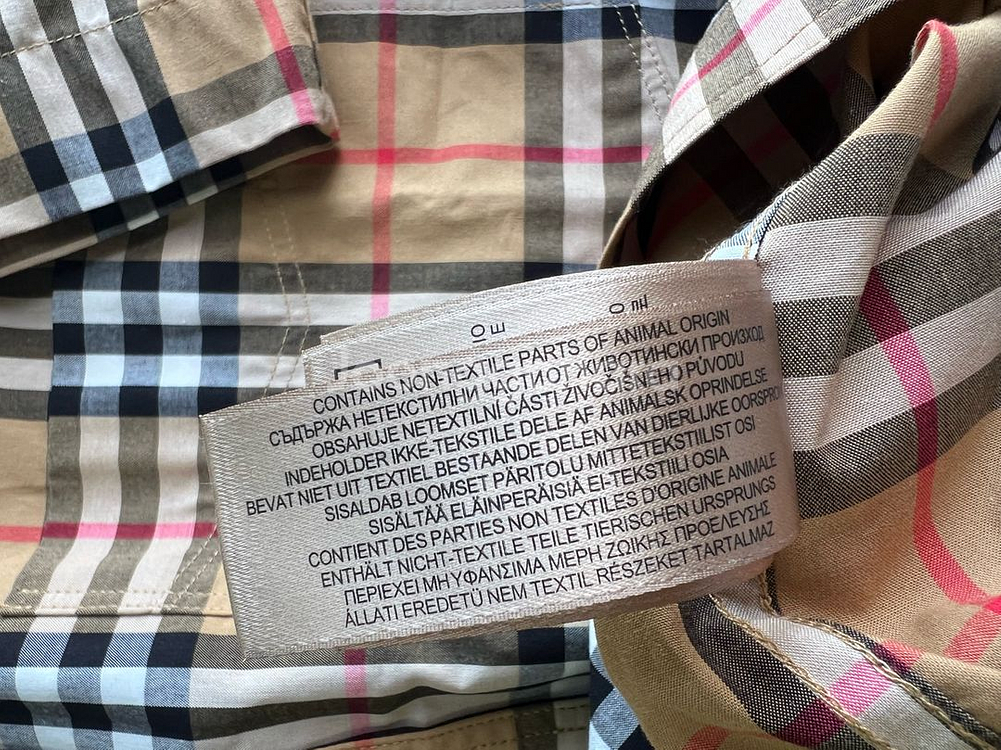 IO
E
O
ПН
CONTAINS NON-TEXTILE PARTS OF ANIMAL ORIGIN
СЪДЪРЖА НЕТЕКСТИЛНИ ЧАСТИ ОТ ЖИВОТИНСКИ ПРОИЗХОД
OBSAHUJE NETEXTILNÍ ČÁSTI ŽIVOČIŠNÉHO PŮVODU
INDEHOLDER IKKE-TEKSTILE DELE AF ANIMALSK OPRINDELSE
BEVAT NIET UIT TEXTIEL BESTAANDE DELEN VAN DIERLIJKE OORSPRO
SISALDAB LOOMSET PÄRITOLU MITTETEKSTIILIST OSI
SISÄLTÄÄ ELÄINPERÄISIÄ EI-TEKSTIILI OSIA
CONTIENT DES PARTIES NON TEXTILES D'ORIGINE ANIMALE
ENTHÄLT NICHT-TEXTILE TEILE TIERISCHEN URSPRUNGS
ΠΕΡΙΕΧΕΙ ΜΗ ΥΦΑΝΣΙΜΑ ΜΕΡΗ ΖΩΙΚΗΣ ΠΡΟΕΛΕΥΣΗΣ
ÁLLATI EREDETŰ NEM TEXTIL RÉSZEKET TARTALMAZ